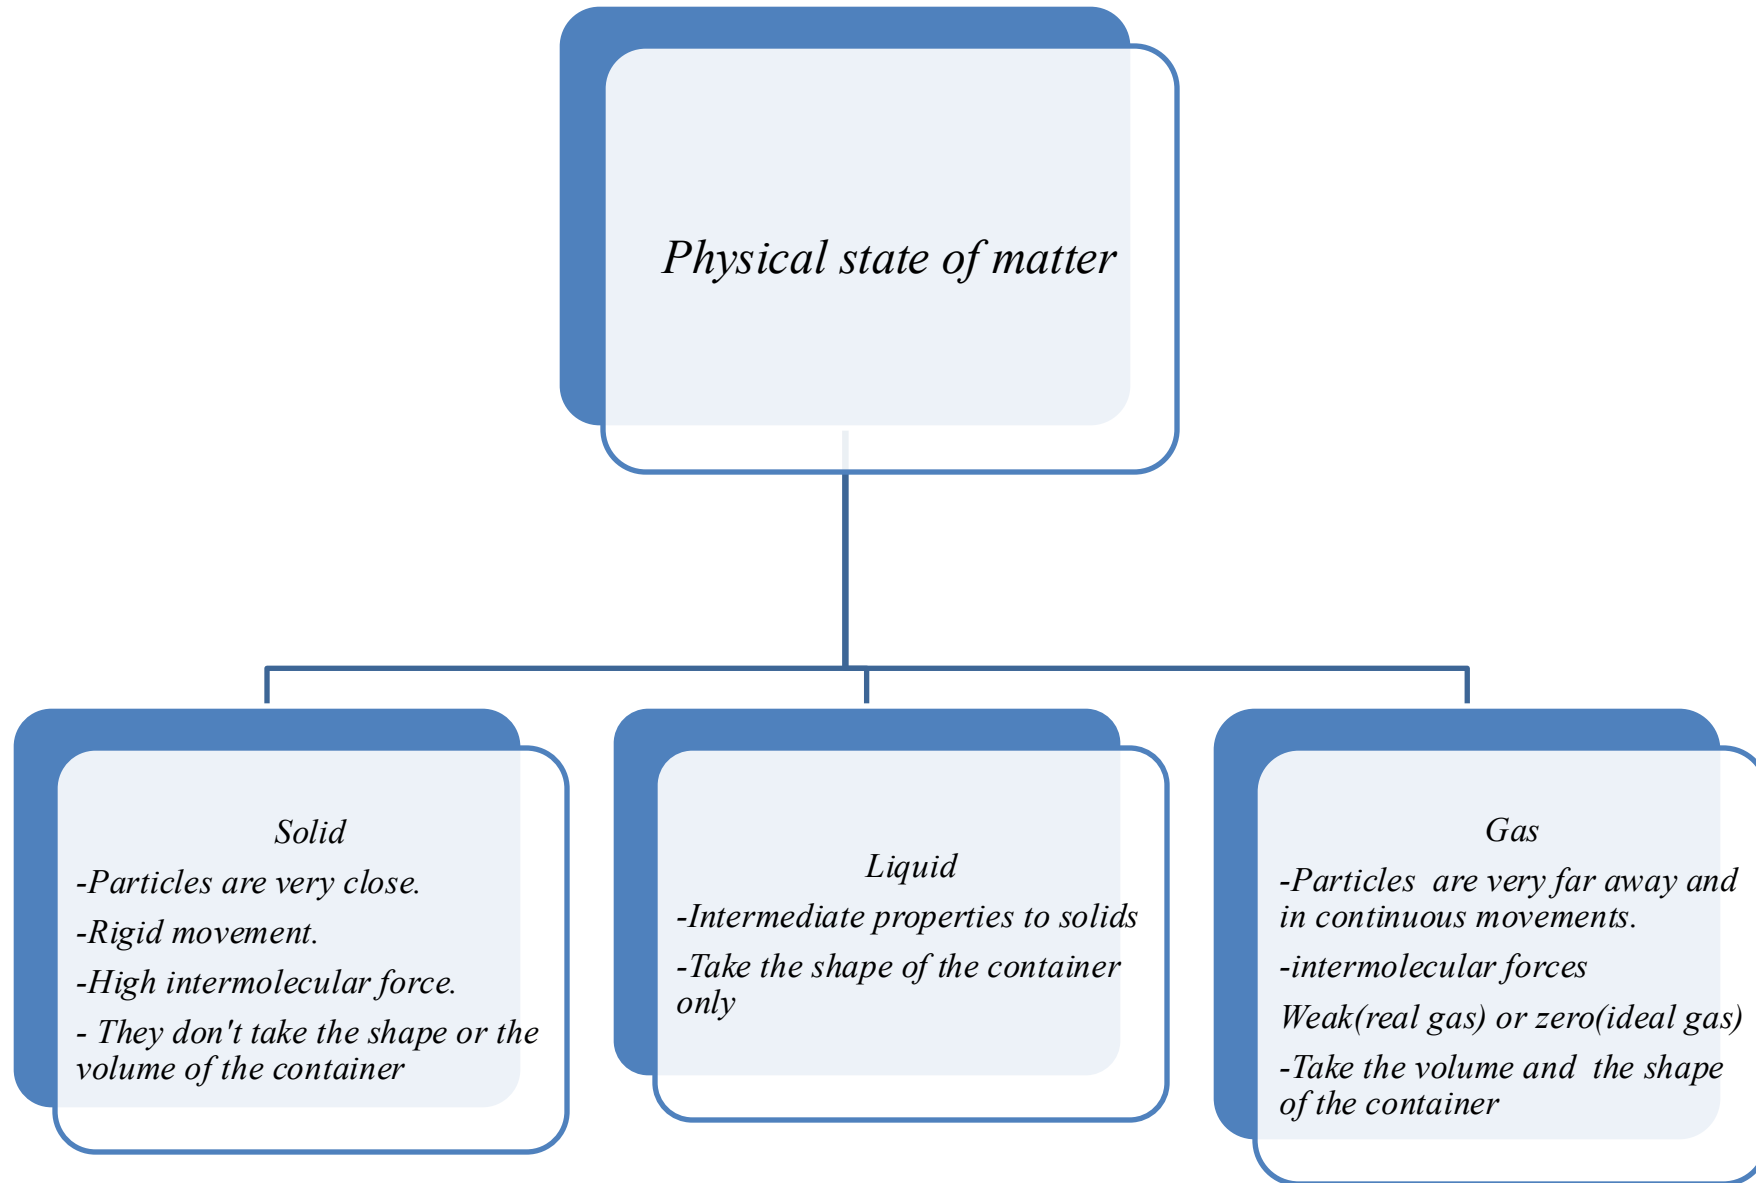 Physical state of matter
Solid
-Particles are very close.
-Rigid movement.
-High intermolecular force.
- They don't take the shape or the
volume of the container
Liquid
-Intermediate properties to solids
-Take the shape of the container
only
Gas
-Particles are very far away and
in continuous movements.
-intermolecular forces
Weak(real gas) or zero(ideal gas)
-Take the volume and the shape
of the container